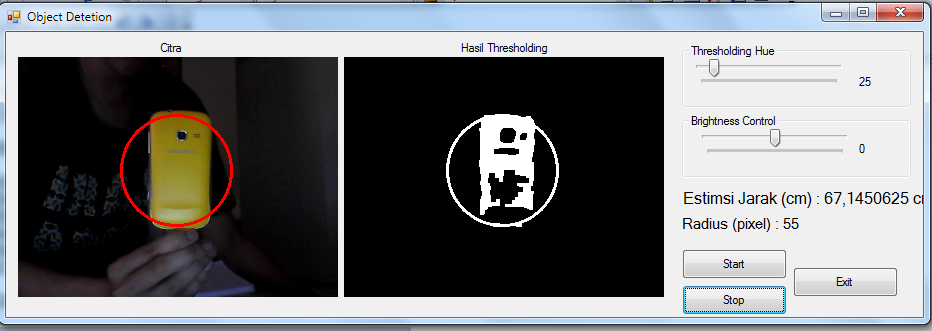 Object Detetion
Citra
Hasil Thresholding
Thresholding Hue
25
Brightness Control
0
Estimsi Jarak (cm) : 67,1450625 c
Radius (pixel) : 55
Start
Exit
Stop